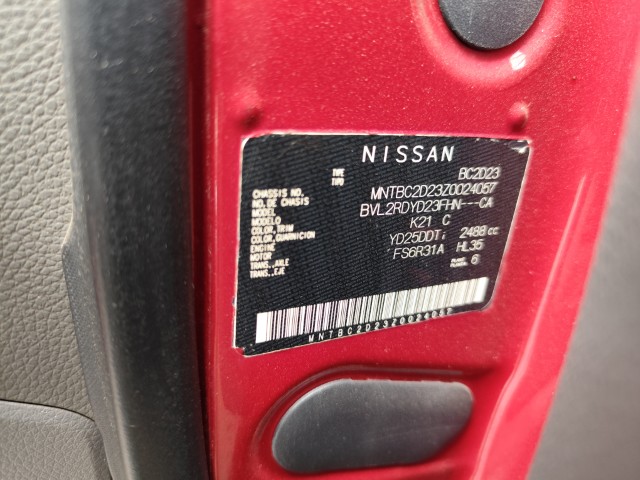 NISSAN
TYPE
TIPO BC2D23
CHASSIS NO.
NO DE CHASIS MNTBC2D23Z0024057
MODEL
MODELO BVL2RDYD23FHN---CA
COLOR, TRIM
COLOR, GUARNICION K21 C
ENGINE
MOTOR YD25DDTi 2488 cc
TRANS., AXLE
TRANS., EJE FS6R31A HL35
PLANT 6